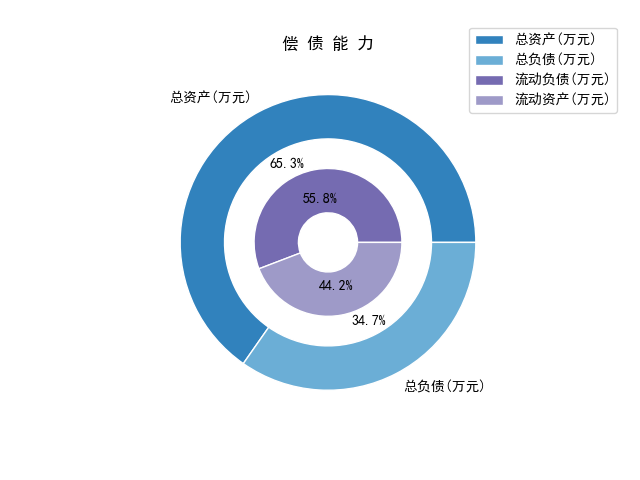 偿 债 能 力
总资产(万元)
总负债(万元)
流动负债(万元)
流动资产(万元)
总资产(万元)
65.3%
55.8%
44.2%
34.7%
总负债(万元)